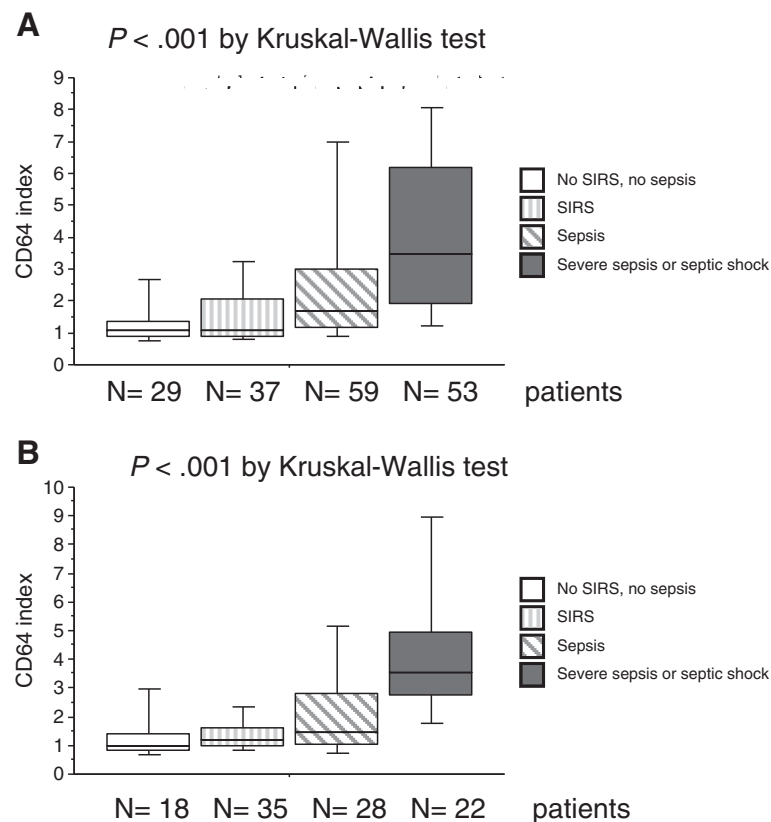 A
P < .001 by Kruskal-Wallis test
9
8
7
6
5
4
3
2
1
0
CD64 index
No SIRS, no sepsis
SIRS
Sepsis
Severe sepsis or septic shock
N= 29 N= 37 N= 59 N= 53 patients
B
P < .001 by Kruskal-Wallis test
10
9
8
7
6
5
4
3
2
1
0
CD64 index
No SIRS, no sepsis
SIRS
Sepsis
Severe sepsis or septic shock
N= 18 N= 35 N= 28 N= 22 patients